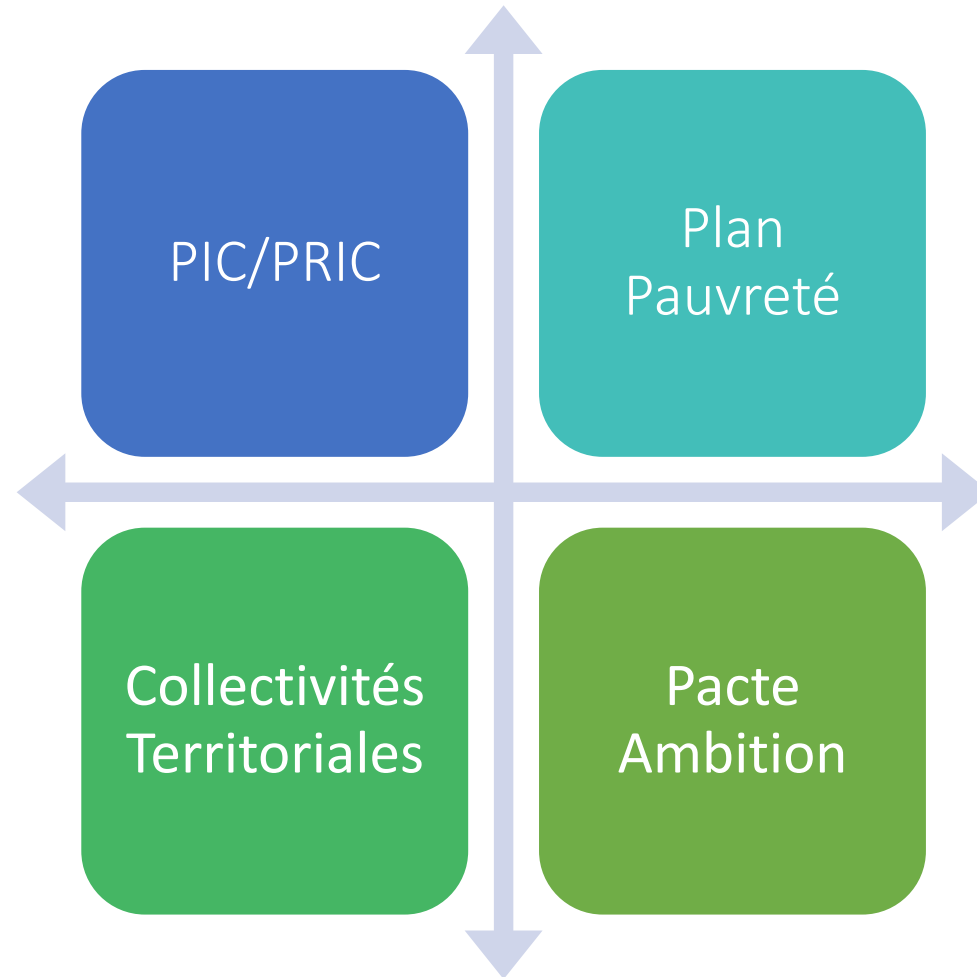 PIC/PRIC
Plan
Pauvreté
Collectivités
Territoriales
Pacte
Ambition